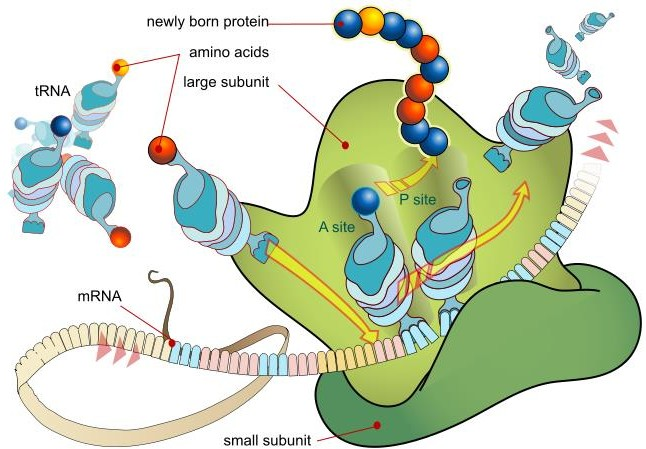 newly born protein
amino acids
large subunit
tRNA
P site
A site
mRNA
small subunit